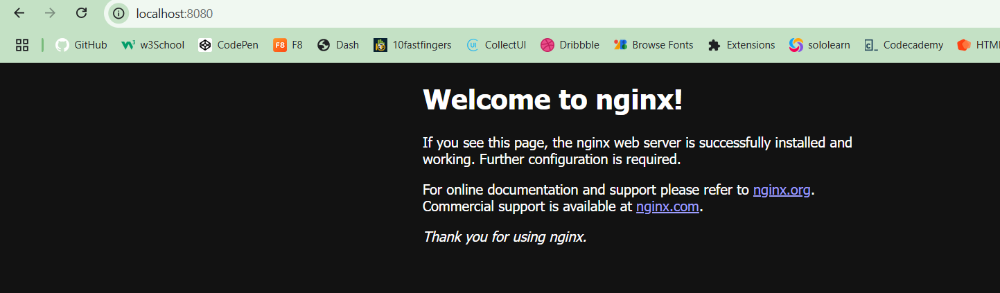 localhost:8080
GitHub w3School CodePen F8 F8 Dash 10fastfingers UI CollectUI Dribbble Browse Fonts Extensions sololearn Codecademy HTMl
Welcome to nginx!
If you see this page, the nginx web server is successfully installed and
working. Further configuration is required.
For online documentation and support please refer to nginx.org.
Commercial support is available at nginx.com.
Thank you for using nginx.